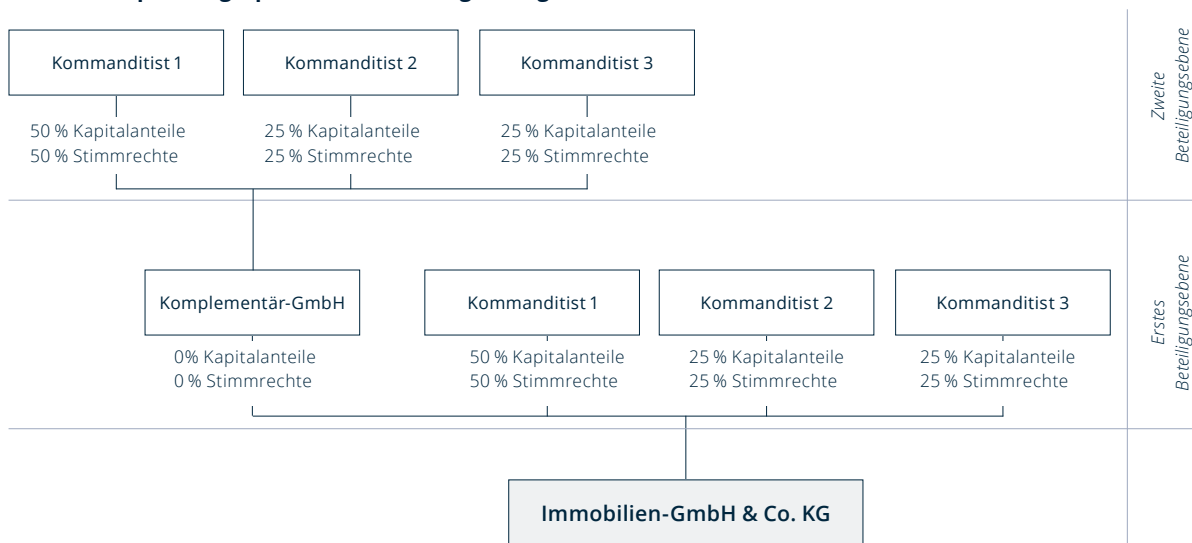 Kommanditist 1
Kommanditist 2
Kommanditist 3
50 % Kapitalanteile
50 % Stimmrechte
25 % Kapitalanteile
25 % Stimmrechte
25 % Kapitalanteile
25 % Stimmrechte
Zweite
Beteiligungsebene
Komplementär-GmbH
Kommanditist 1
Kommanditist 2
Kommanditist 3
0% Kapitalanteile
0 % Stimmrechte
50 % Kapitalanteile
50 % Stimmrechte
25 % Kapitalanteile
25 % Stimmrechte
25 % Kapitalanteile
25 % Stimmrechte
Erstes
Beteiligungsebene
Immobilien-GmbH & Co. KG